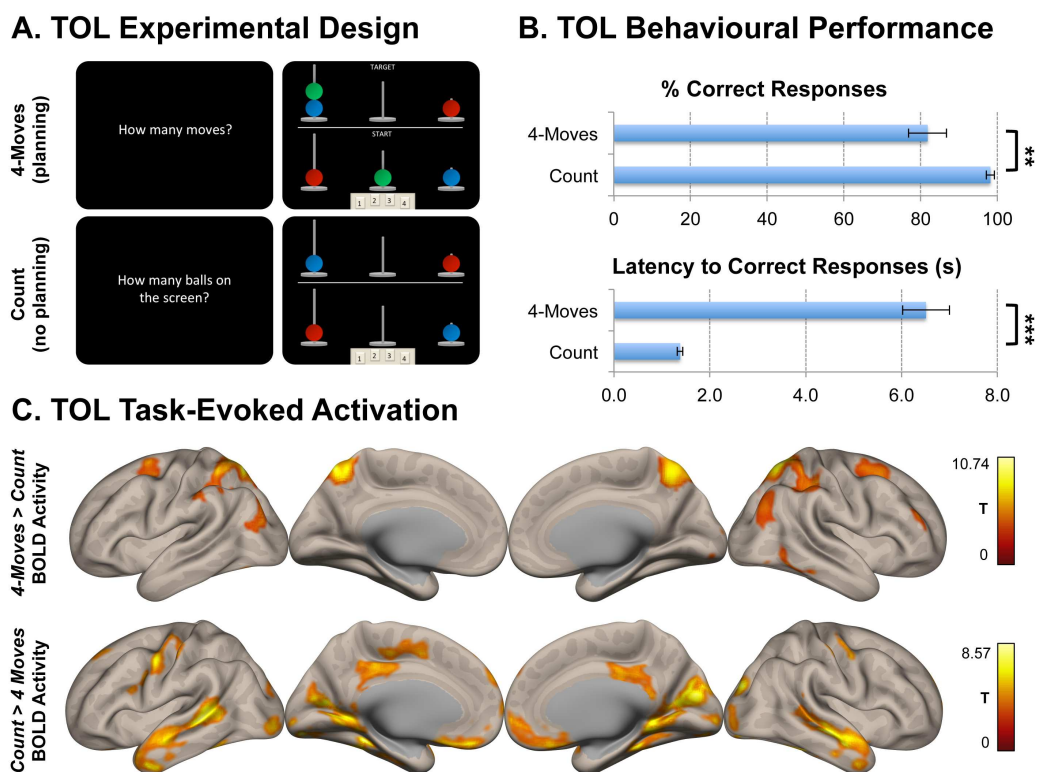 A. TOL Experimental Design
4-Moves
(planning)
How many moves?
TARGET
START
1 2 3 4
Count
(no planning)
How many balls on
the screen?
1 2 3 4
B. TOL Behavioural Performance
% Correct Responses
4-Moves
Count
**
0 20 40 60 80 100
Latency to Correct Responses (s)
4-Moves
Count
***
0.0 2.0 4.0 6.0 8.0
C. TOL Task-Evoked Activation
4-Moves > Count
BOLD Activity
10.74
T
0
Count > 4 Moves
BOLD Activity
8.57
T
0